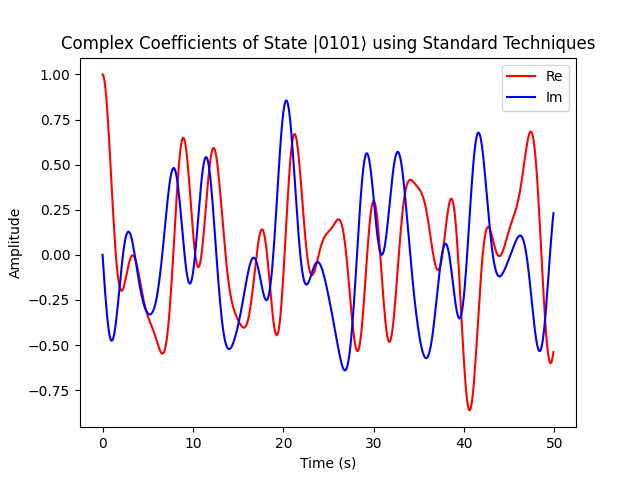 Complex Coefficients of State |0101⟩ using Standard Techniques
Re
Im
1.00
0.75
0.50
0.25
0.00
−0.25
−0.50
−0.75
Amplitude
0 10 20 30 40 50
Time (s)